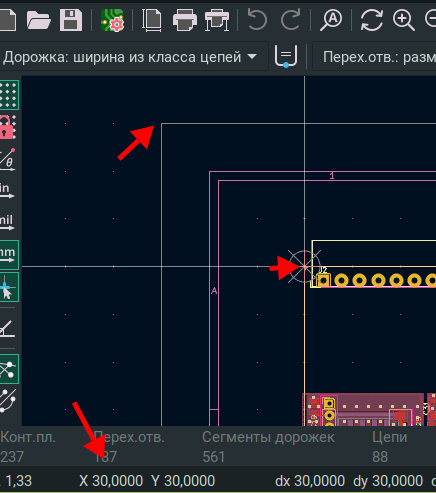 Дорожка: ширина из класса цепей
Перех.отв.: разм
in
mil
mm
1
A
J2
Конт.пл. Перех.отв. Сегменты дорожек Цепи
237 187 561 88
1,33 X 30,0000 Y 30,0000 dx 30,0000 dy 30,0000